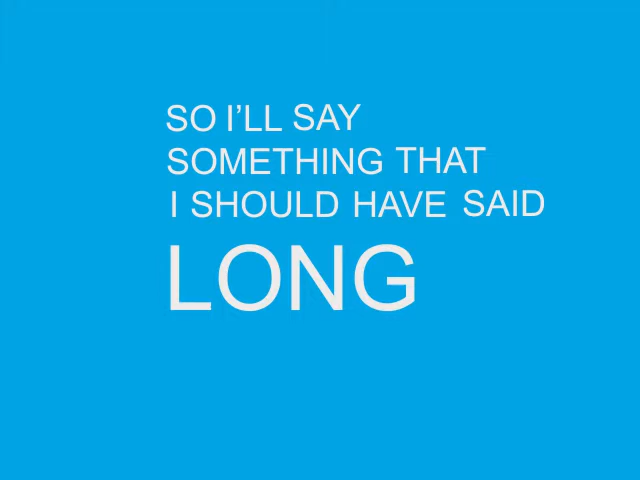 SO I’LL SAY
SOMETHING THAT
I SHOULD HAVE SAID
LONG